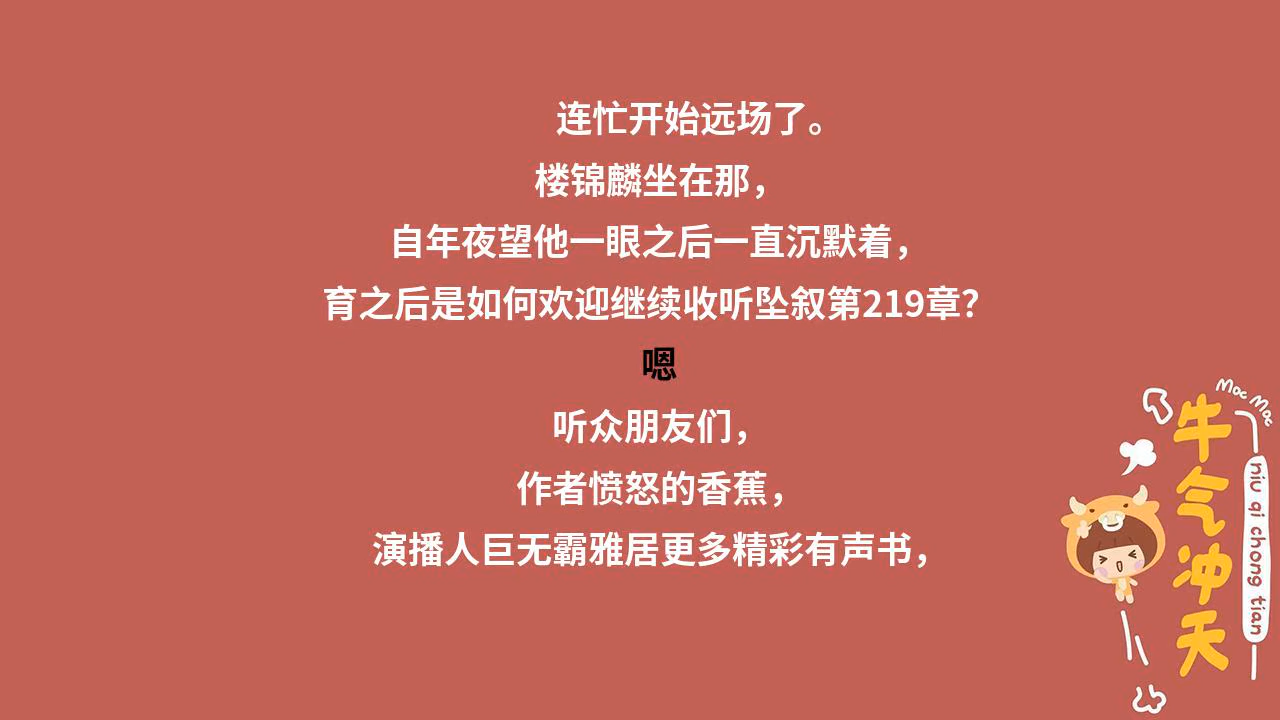 连忙开始远场了。
楼锦麟坐在那，
自年夜望他一眼之后一直沉默着，
育之后是如何欢迎继续收听坠叙第219章？
嗯
听众朋友们，
作者愤怒的香蕉，
演播人巨无霸雅居更多精彩有声书，
Moc Moc
牛气冲天
niu qi chong tian